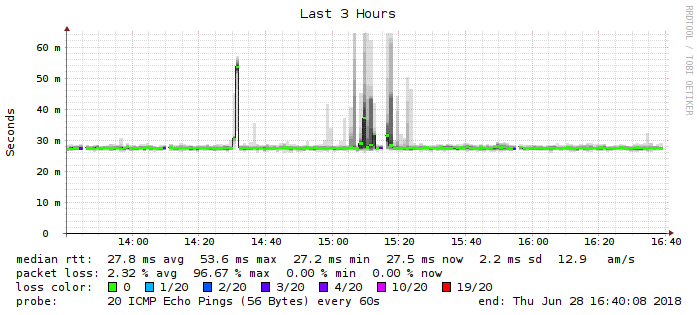 Last 3 Hours
RRDTOOL / TOBI OETIKER
Seconds
60 m
50 m
40 m
30 m
20 m
10 m
0
14:00 14:20 14:40 15:00 15:20 15:40 16:00 16:20 16:40
median rtt: 27.8 ms avg 53.6 ms max 27.2 ms min 27.5 ms now 2.2 ms sd 12.9 am/s
packet loss: 2.32 % avg 96.67 % max 0.00 % min 0.00 % now
loss color: 0 1/20 2/20 3/20 4/20 10/20 19/20
probe: 20 ICMP Echo Pings (56 Bytes) every 60s end: Thu Jun 28 16:40:08 2018